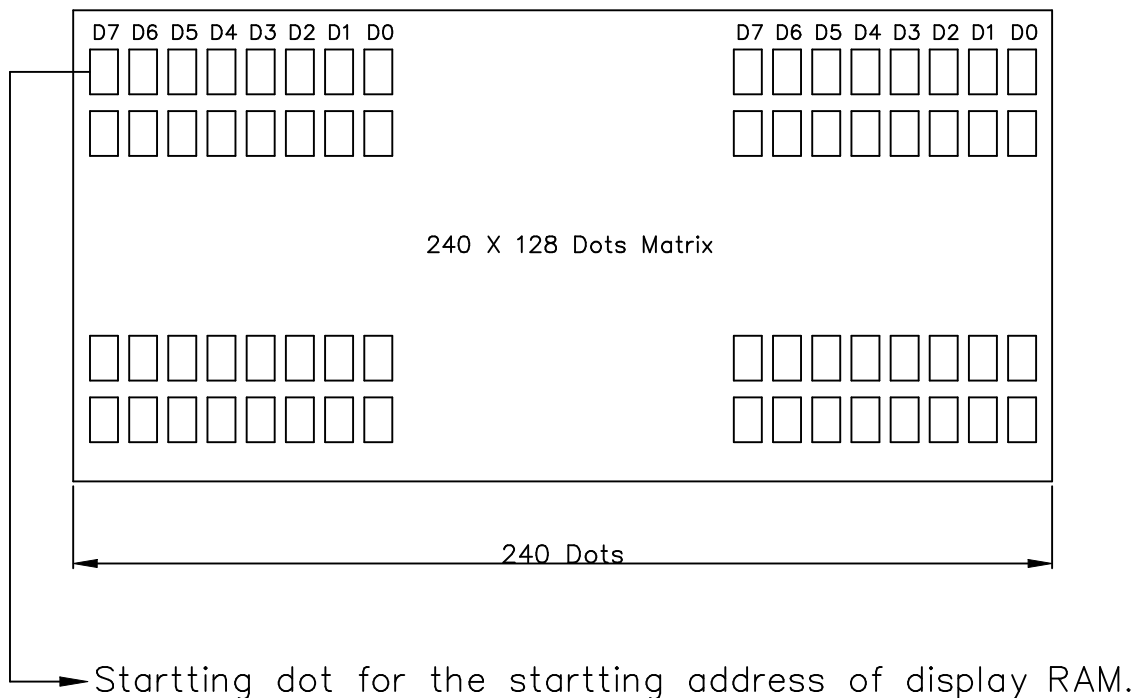 D7 D6 D5 D4 D3 D2 D1 D0 D7 D6 D5 D4 D3 D2 D1 D0
240 X 128 Dots Matrix
240 Dots
Startting dot for the startting address of display RAM.